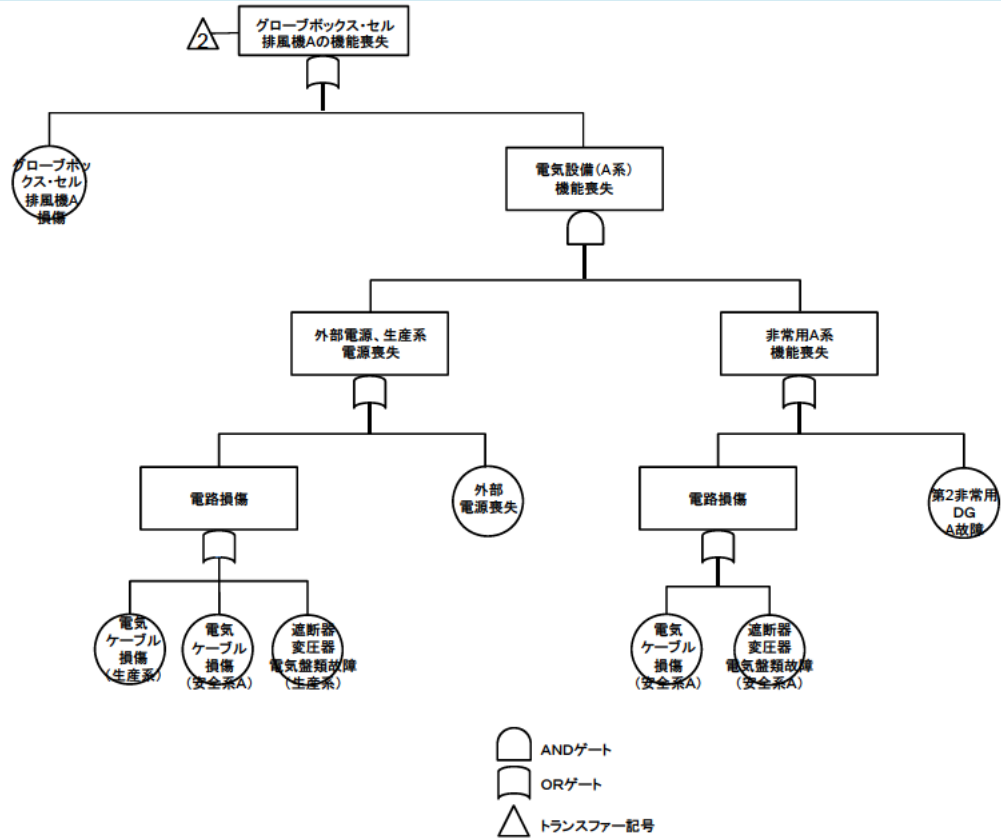 グローブボックス・セル
排風機Aの機能喪失
2
グローブボッ
クス・セル
排風機A
損傷
電気設備(A系)
機能喪失
外部電源、生産系
電源喪失
非常用A系
機能喪失
電路損傷
外部
電源喪失
電路損傷
第2非常用
DG
A故障
電気
ケーブル
損傷
(生産系)
電気
ケーブル
損傷
(安全系A)
遮断器
変圧器
電気盤類故障
(生産系)
電気
ケーブル
損傷
(安全系A)
遮断器
変圧器
電気盤類故障
(安全系A)
ANDゲート
ORゲート
トランスファー記号